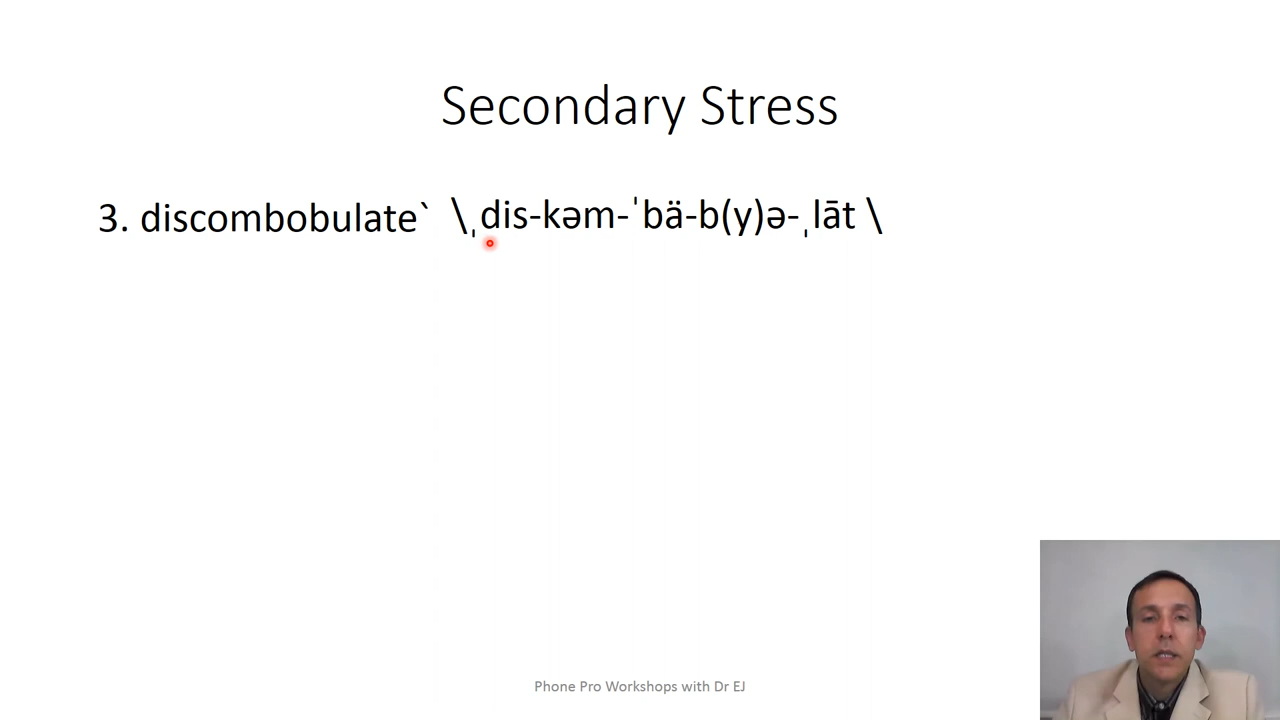 Secondary Stress
3. discombobulate` \ˌdis-kəm-ˈbä-b(y)ə-ˌlāt \
Phone Pro Workshops with Dr EJ